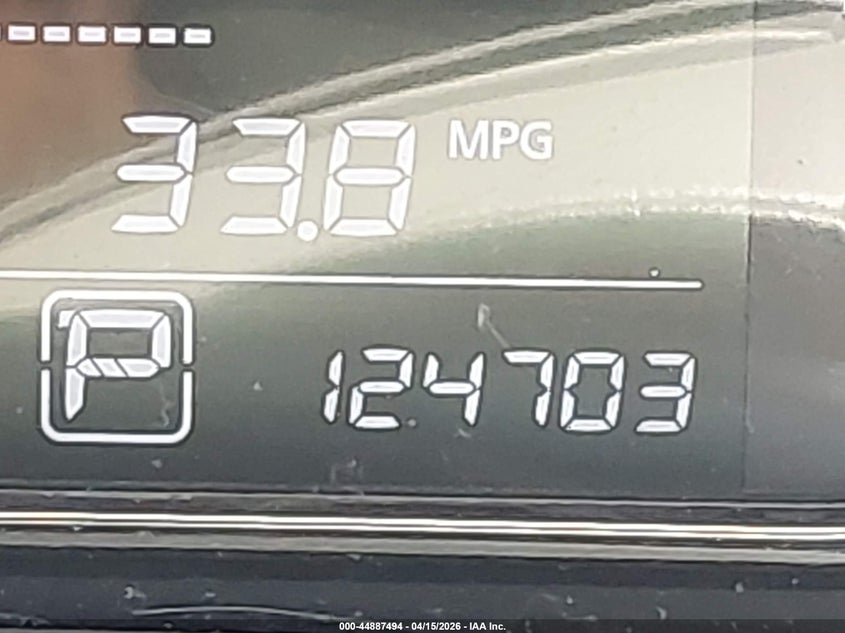 33.8 MPG
P 124703
000-44887494 - 04/15/2026 - IAA Inc.